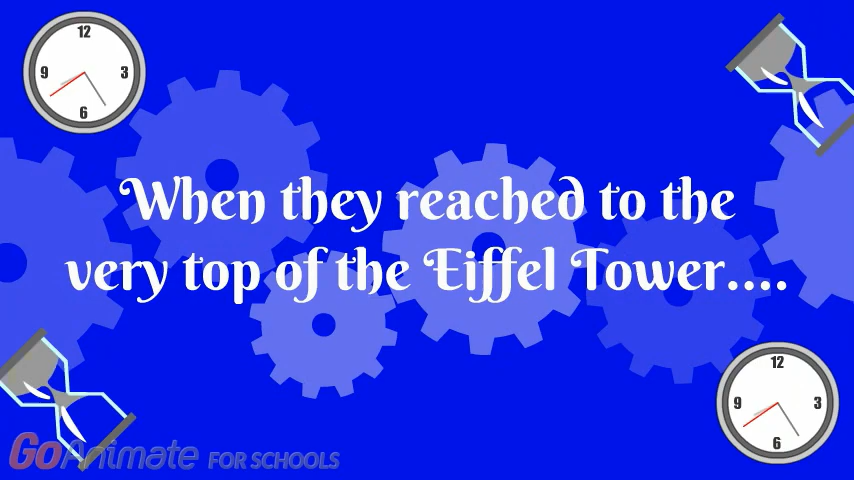 12
9 3
6
When they reached to the
very top of the Eiffel Tower....
12
9 3
6
GoAnimate FOR SCHOOLS